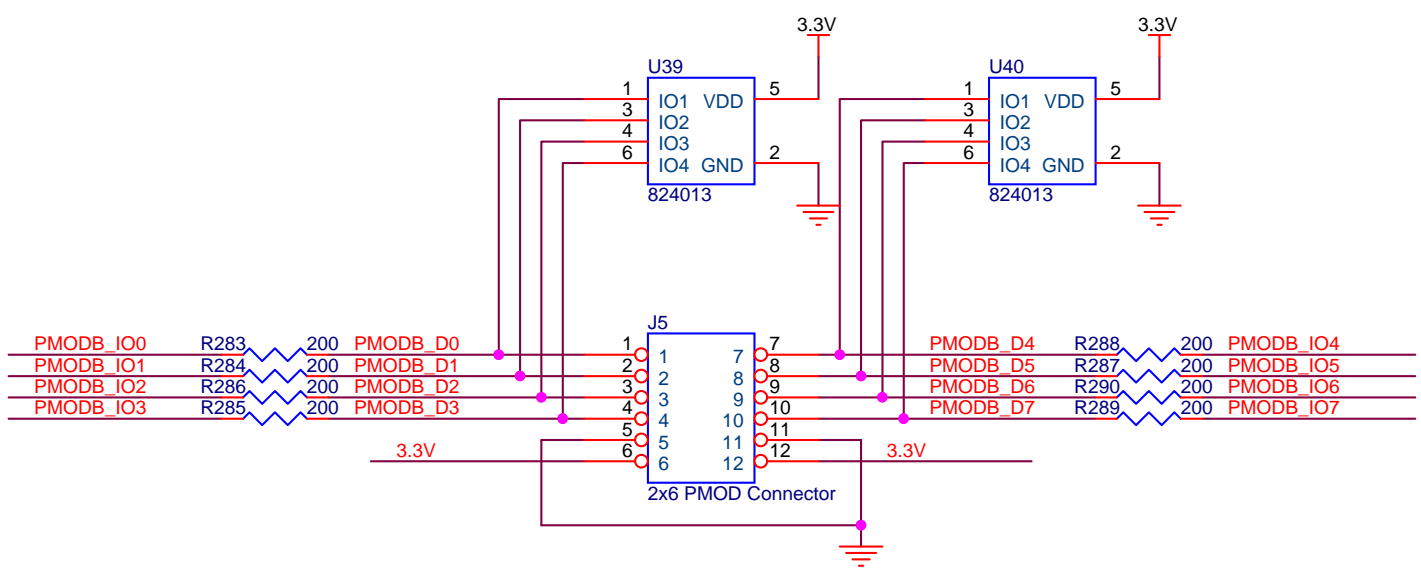 3.3V 3.3V
U39 U40
1 IO1 VDD 5 1 IO1 VDD 5
3 IO2 3 IO2
4 IO3 4 IO3
6 IO4 GND 2 6 IO4 GND 2
824013 824013
J5
PMODB_IO0 R283 200 PMODB_D0 1 1 7 7 PMODB_D4 R288 200 PMODB_IO4
PMODB_IO1 R284 200 PMODB_D1 2 2 8 8 PMODB_D5 R287 200 PMODB_IO5
PMODB_IO2 R286 200 PMODB_D2 3 3 9 9 PMODB_D6 R290 200 PMODB_IO6
PMODB_IO3 R285 200 PMODB_D3 4 4 10 10 PMODB_D7 R289 200 PMODB_IO7
5 5 11 11
3.3V 6 6 12 12 3.3V
2x6 PMOD Connector